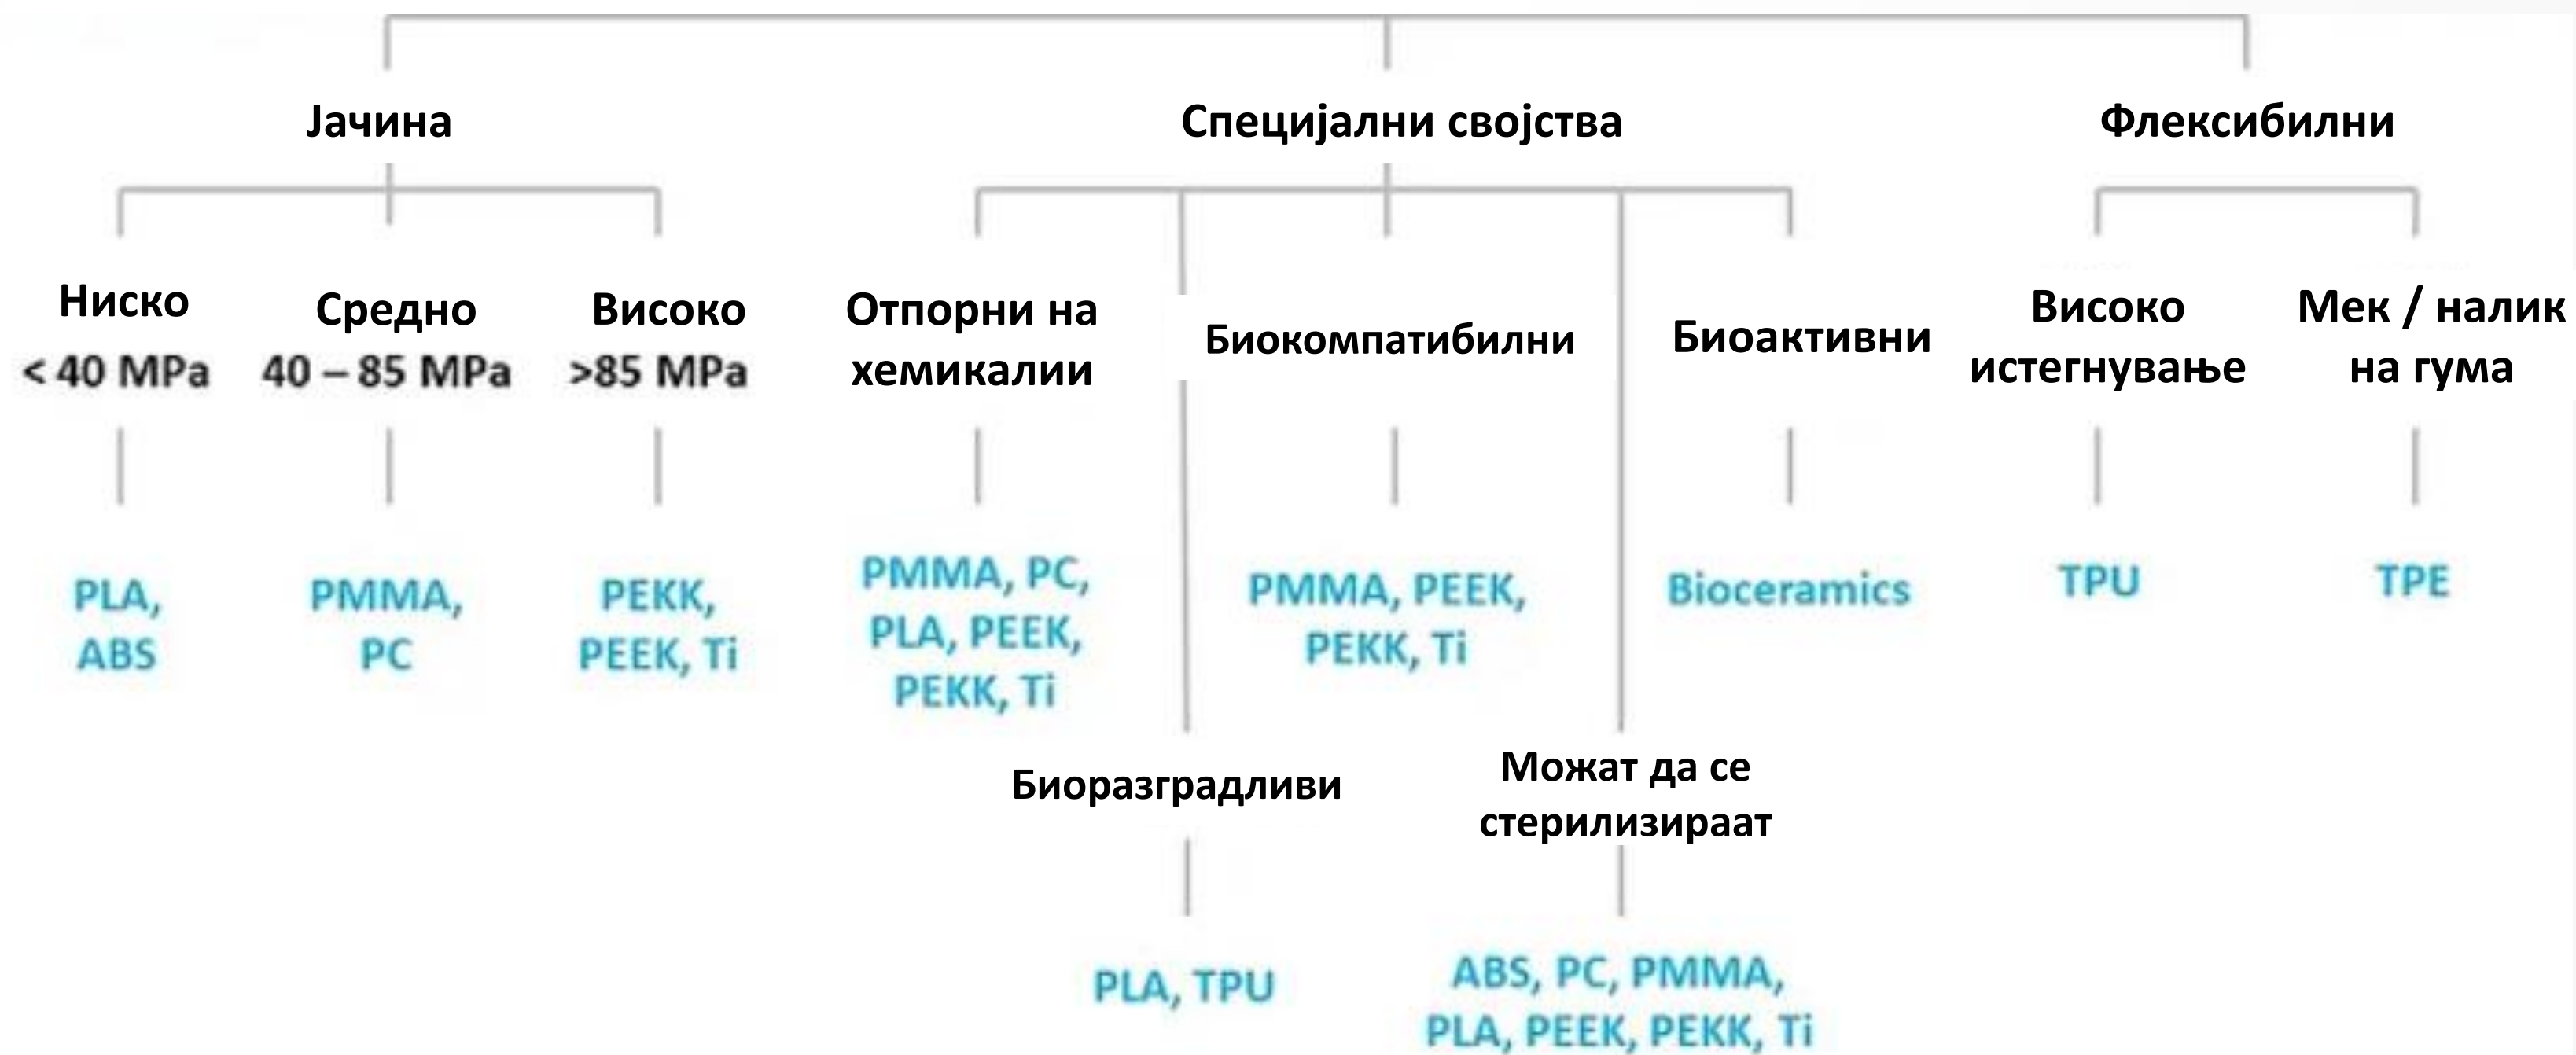 Јачина
Специјални својства
Флексибилни
Ниско
< 40 MPa
Средно
40 – 85 MPa
Високо
>85 MPa
Отпорни на
хемикалии
Биокомпатибилни
Биоактивни
Високо
истегнување
Мек / налик
на гума
PLA,
ABS
PMMA,
PC
PEKK,
PEEK, Ti
PMMA, PC,
PLA, PEEK,
PEKK, Ti
PMMA, PEEK,
PEKK, Ti
Bioceramics
TPU
TPE
Биоразградливи
Можат да се
стерилизираат
PLA, TPU
ABS, PC, PMMA,
PLA, PEEK, PEKK, Ti